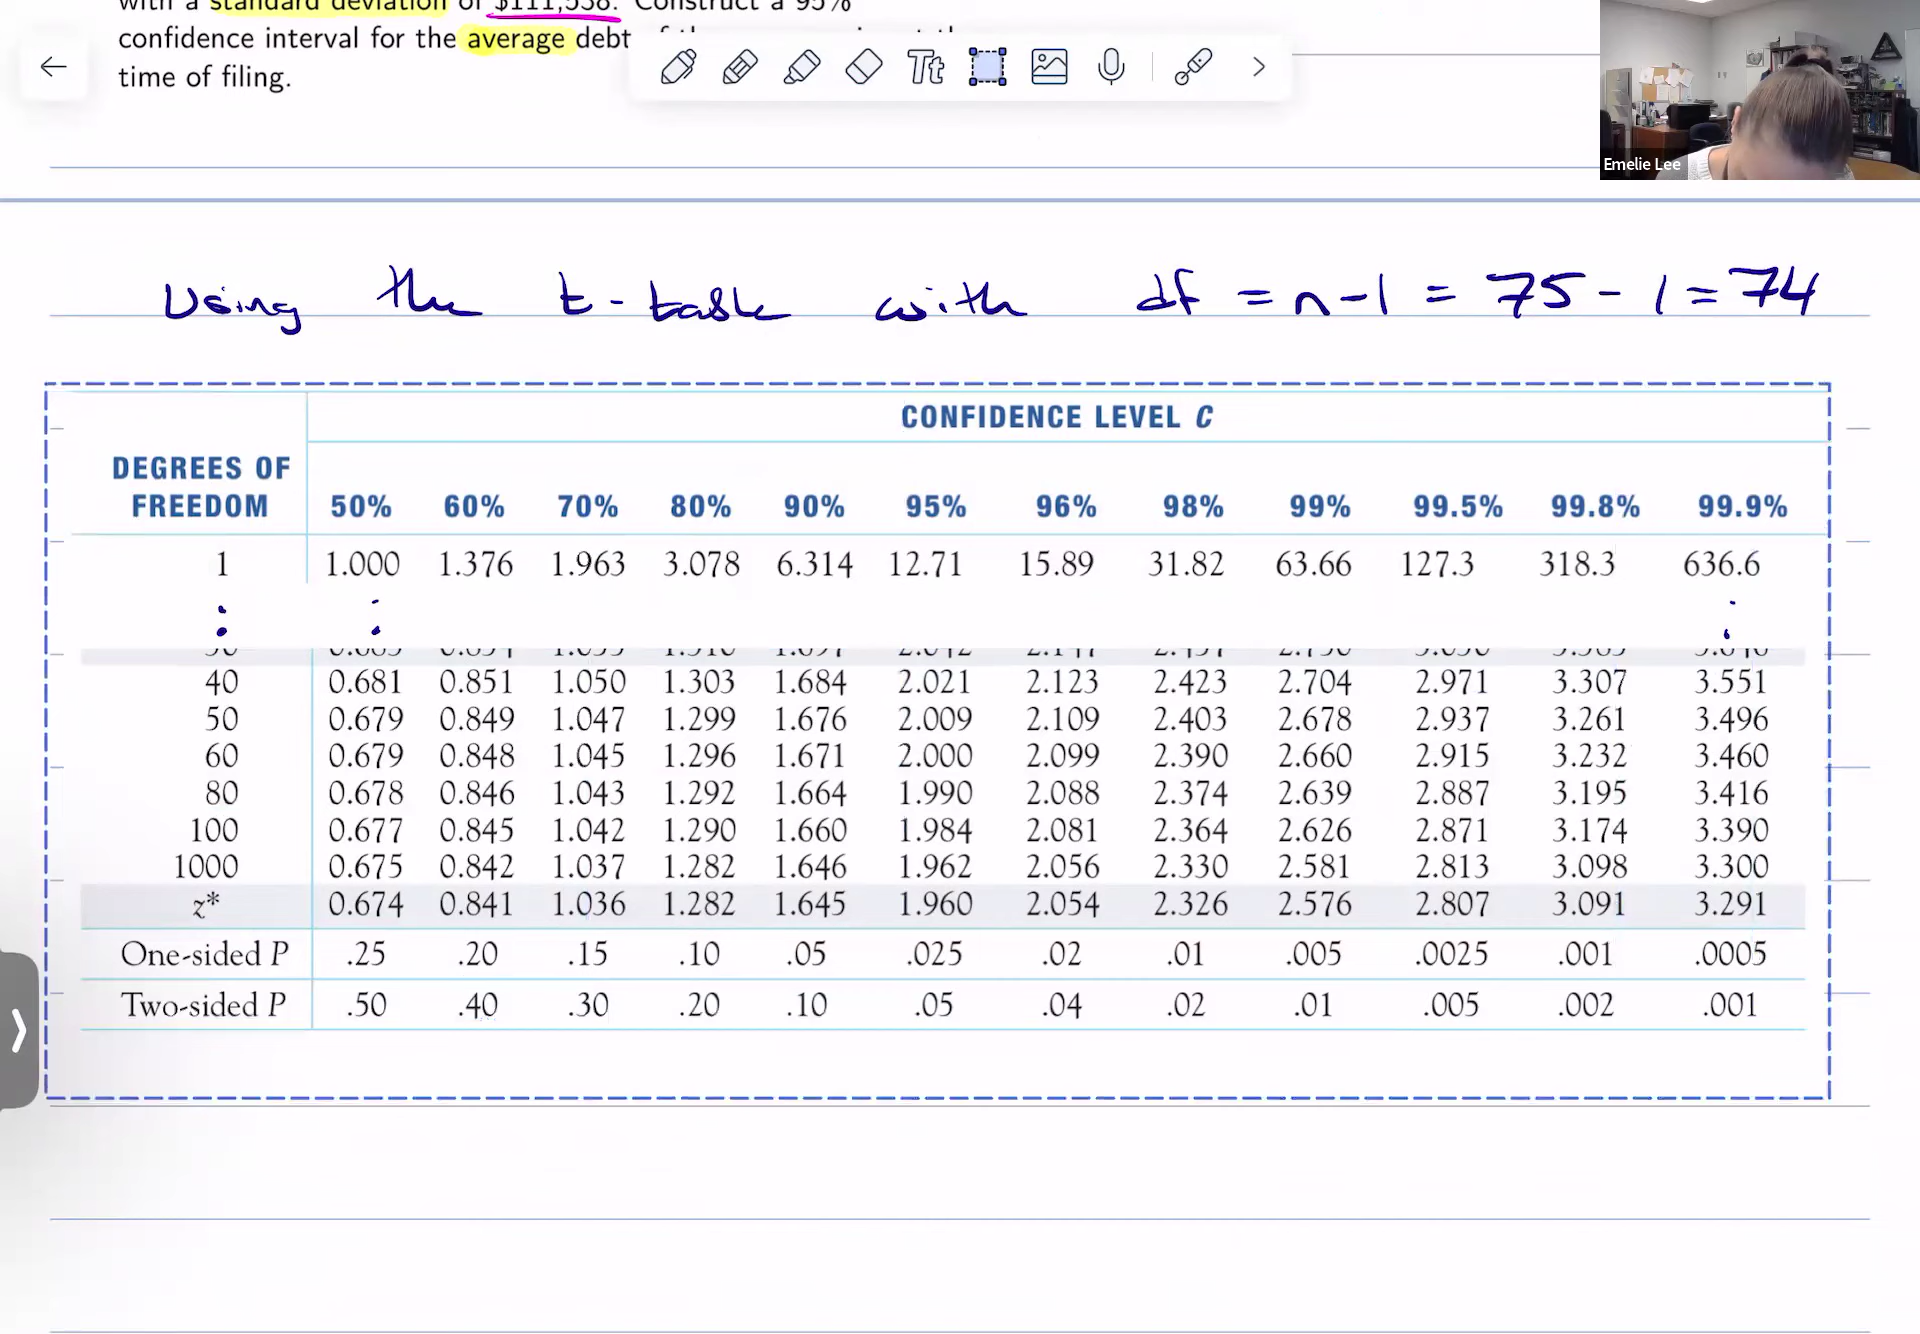 with a standard deviation of $111,538. Construct a 95%
confidence interval for the average debt
time of filing.
Tt
Emelie Lee
Using the t-table with df = n-1 = 75 - 1 = 74
CONFIDENCE LEVEL C
DEGREES OF
FREEDOM 50% 60% 70% 80% 90% 95% 96% 98% 99% 99.5% 99.8% 99.9%
1 1.000 1.376 1.963 3.078 6.314 12.71 15.89 31.82 63.66 127.3 318.3 636.6
: : :
40 0.681 0.851 1.050 1.303 1.684 2.021 2.123 2.423 2.704 2.971 3.307 3.551
50 0.679 0.849 1.047 1.299 1.676 2.009 2.109 2.403 2.678 2.937 3.261 3.496
60 0.679 0.848 1.045 1.296 1.671 2.000 2.099 2.390 2.660 2.915 3.232 3.460
80 0.678 0.846 1.043 1.292 1.664 1.990 2.088 2.374 2.639 2.887 3.195 3.416
100 0.677 0.845 1.042 1.290 1.660 1.984 2.081 2.364 2.626 2.871 3.174 3.390
1000 0.675 0.842 1.037 1.282 1.646 1.962 2.056 2.330 2.581 2.813 3.098 3.300
z* 0.674 0.841 1.036 1.282 1.645 1.960 2.054 2.326 2.576 2.807 3.091 3.291
One-sided P .25 .20 .15 .10 .05 .025 .02 .01 .005 .0025 .001 .0005
Two-sided P .50 .40 .30 .20 .10 .05 .04 .02 .01 .005 .002 .001